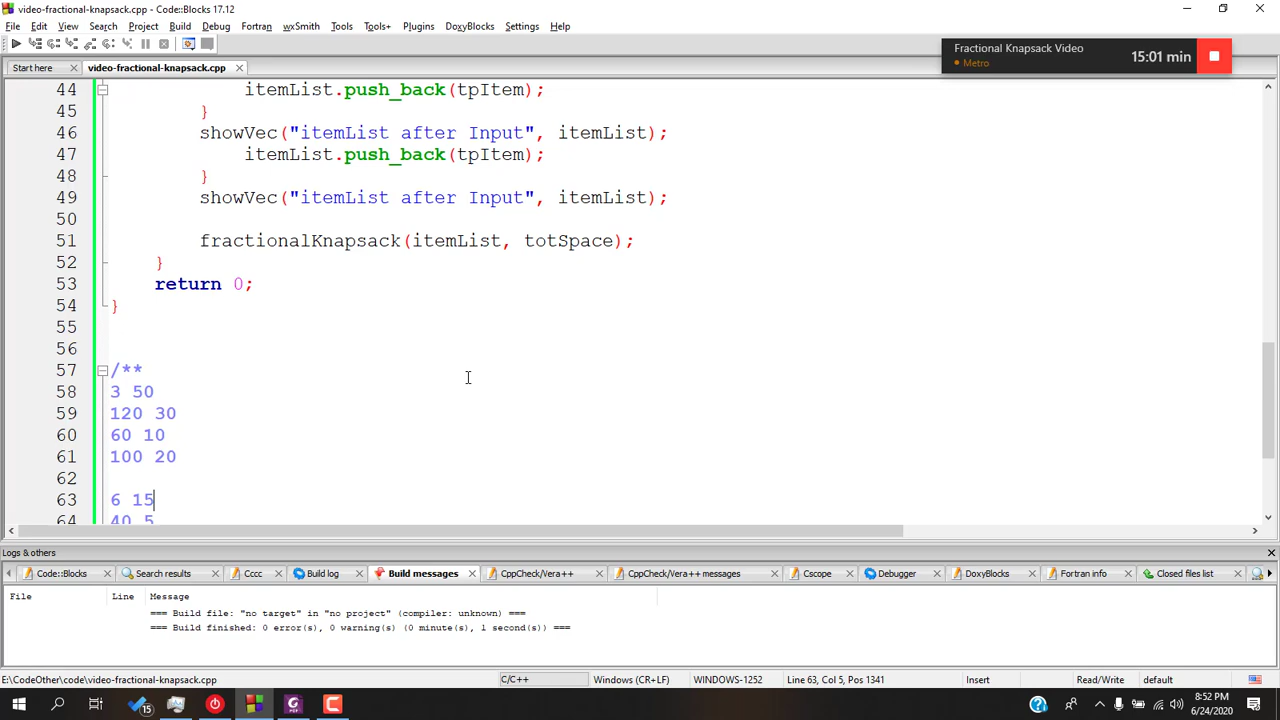 video-fractional-knapsack.cpp - Code::Blocks 17.12
File Edit View Search Project Build Debug Fortran wxSmith Tools Tools+ Plugins DoxyBlocks Settings Help
Fractional Knapsack Video
Metro
15:01 min
Start here
video-fractional-knapsack.cpp
44 itemList.push_back(tpItem);
45 }
46 showVec("itemList after Input", itemList);
47 itemList.push_back(tpItem);
48 }
49 showVec("itemList after Input", itemList);
50
51 fractionalKnapsack(itemList, totSpace);
52 }
53 return 0;
54 }
55
56
57 /**
58 3 50
59 120 30
60 60 10
61 100 20
62
63 6 15
64 40 5
Logs & others
Code::Blocks Search results Cccc Build log Build messages CppCheck/Vera++ CppCheck/Vera++ messages Cscope Debugger DoxyBlocks Fortran info Closed files list
File Line Message
=== Build file: "no target" in "no project" (compiler: unknown) ===
=== Build finished: 0 error(s), 0 warning(s) (0 minute(s), 1 second(s)) ===
E:\CodeOther\code\video-fractional-knapsack.cpp C/C++ Windows (CR+LF) WINDOWS-1252 Line 63, Col 5, Pos 1341 Insert Read/Write default
15
8:52 PM
6/24/2020